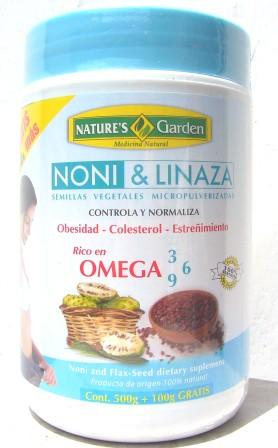 NATURE'S Garden
Medicina Natural
NONI & LINAZA
SEMILLAS VEGETALES MICROPULVERIZADAS
CONTROLA Y NORMALIZA
Obesidad - Colesterol - Estreñimiento
Rico en
OMEGA 3 6 9
Noni and Flax-Seed dietary supplement
Producto de origen 100% natural
Cont. 500g + 100g GRATIS